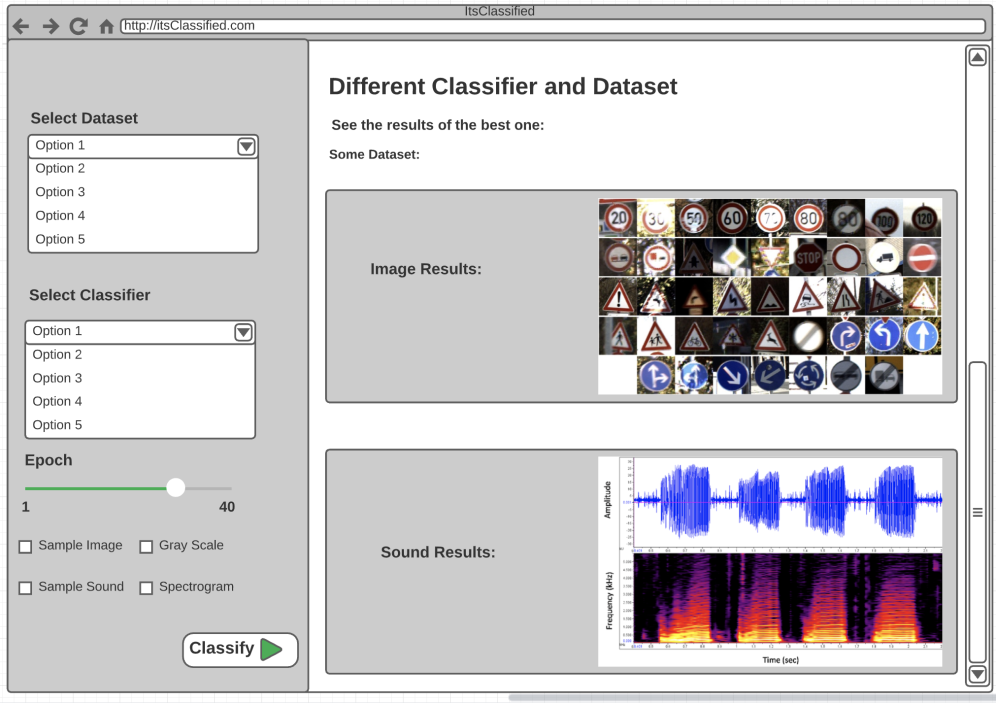 ItsClassified
http://itsClassified.com
Select Dataset
Option 1
Option 2
Option 3
Option 4
Option 5
Select Classifier
Option 1
Option 2
Option 3
Option 4
Option 5
Epoch
1 40
Sample Image Gray Scale
Sample Sound Spectrogram
Classify
Different Classifier and Dataset
See the results of the best one:
Some Dataset:
Image Results:
20 30 50 60 70 80 80 100 120
STOP
Sound Results:
Amplitude
Frequency (kHz)
Time (sec)